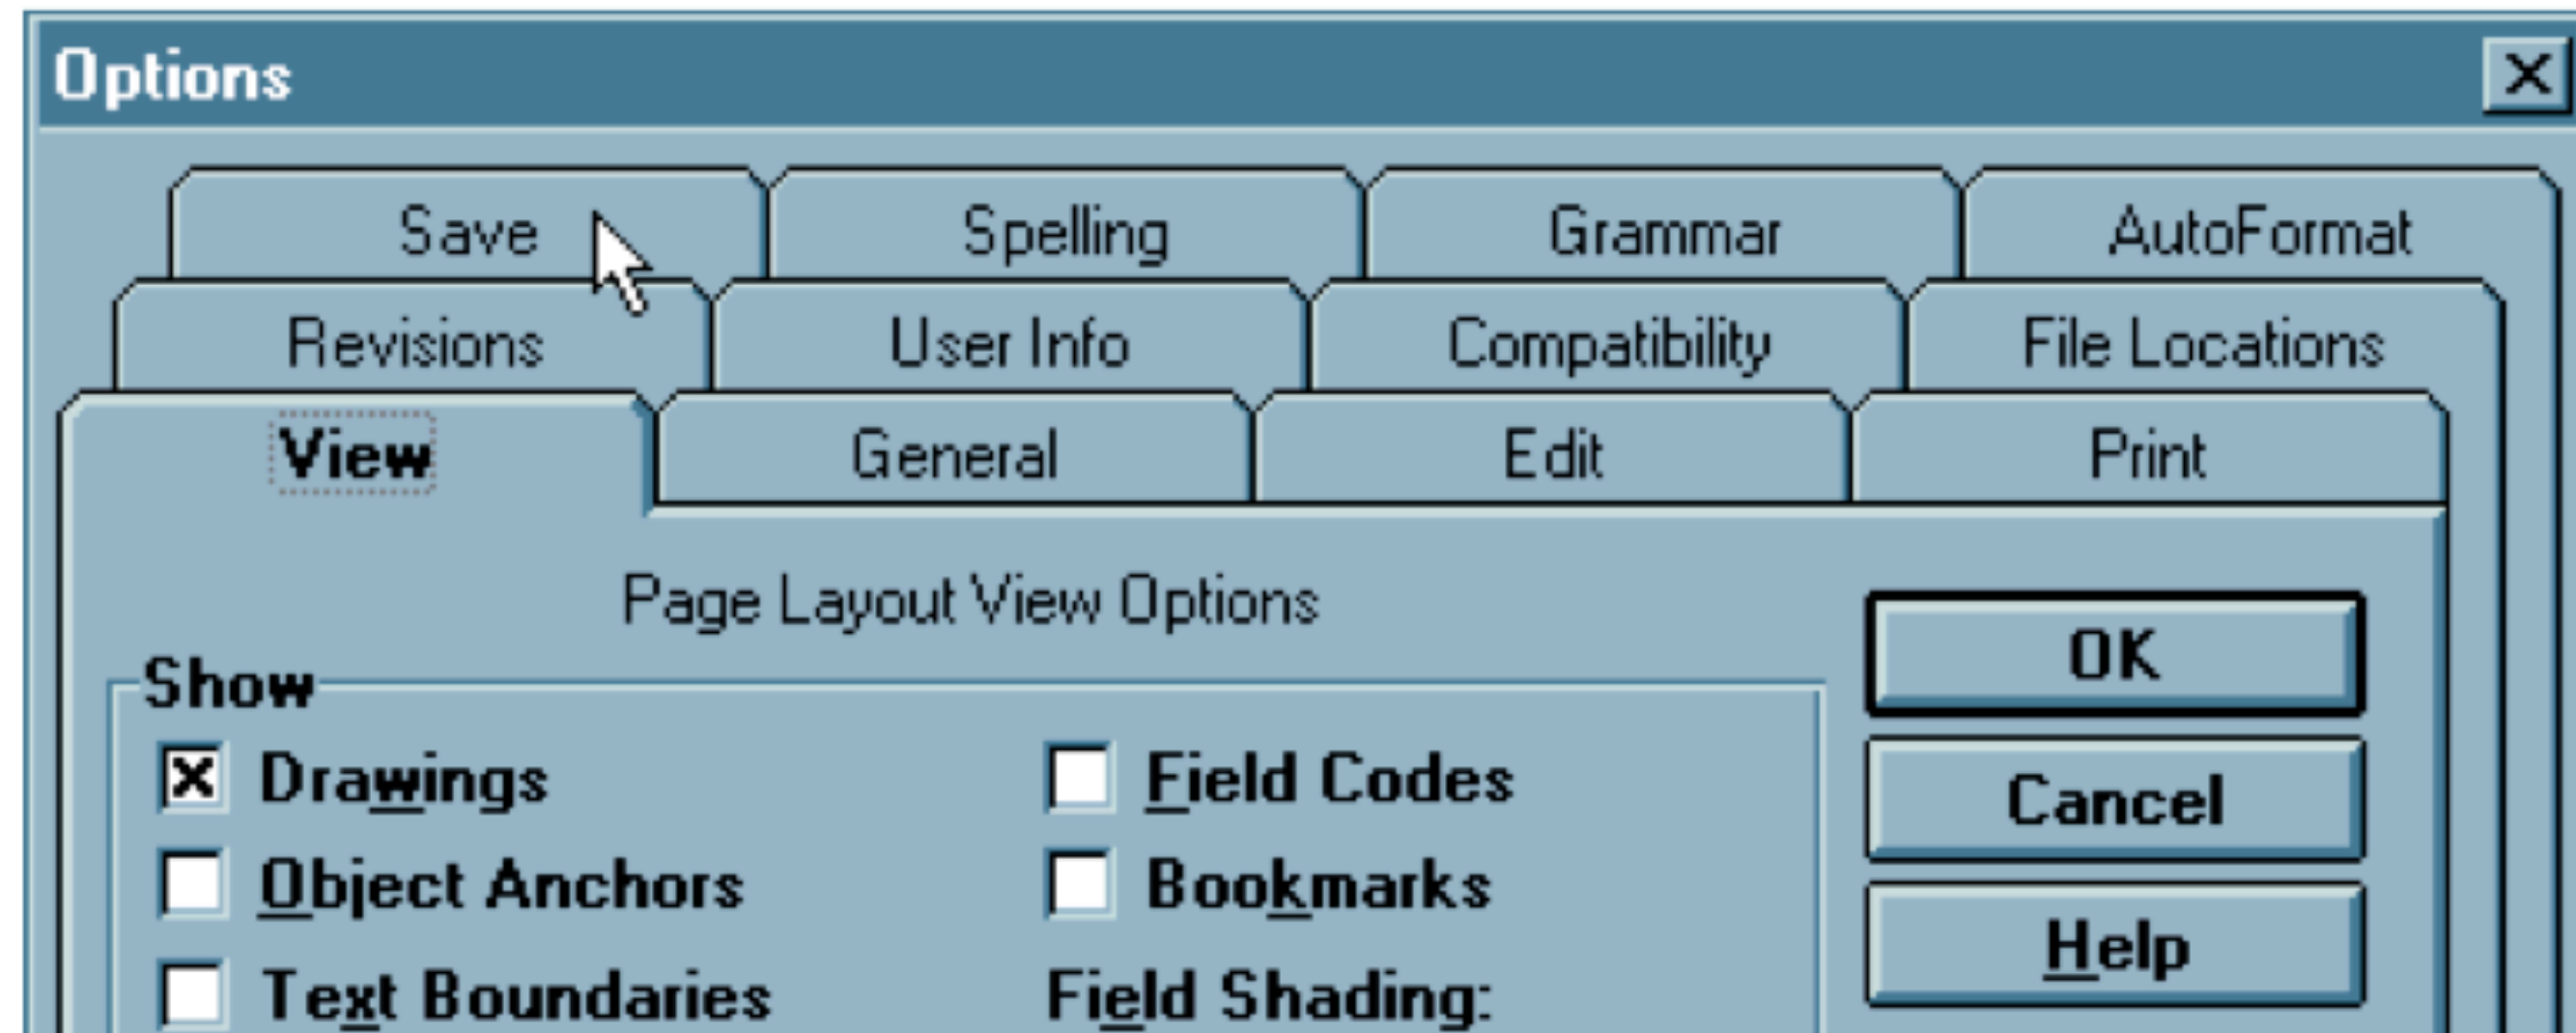 Options
Save Spelling Grammar AutoFormat
Revisions User Info Compatibility File Locations
View General Edit Print
Page Layout View Options
OK
Show
Drawings Field Codes
Cancel
Object Anchors Bookmarks
Help
Text Boundaries Field Shading: